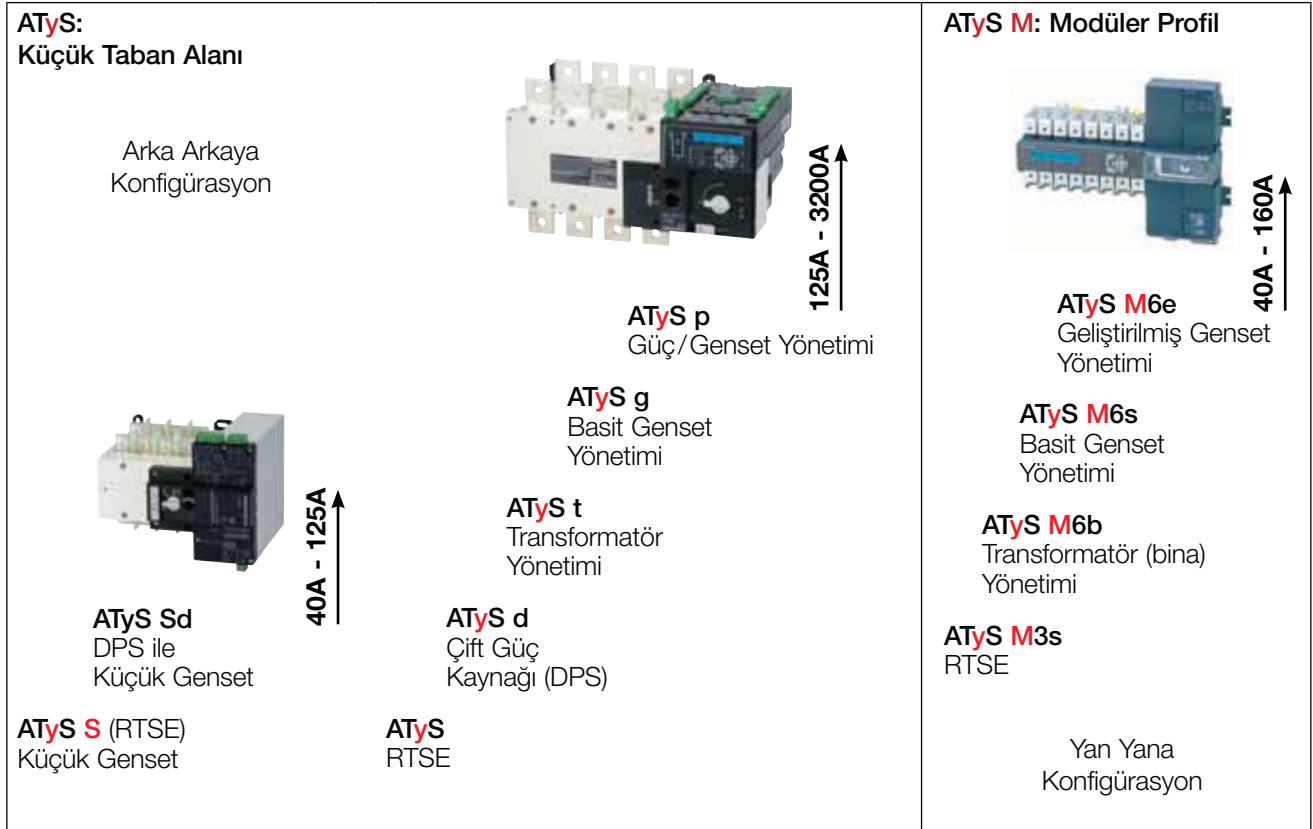 ATyS:
Küçük Taban Alanı
Arka Arkaya
Konfigürasyon
125A - 3200A
ATyS p
Güç/Genset Yönetimi
ATyS g
Basit Genset
Yönetimi
ATyS t
Transformatör
Yönetimi
ATyS d
Çift Güç
Kaynağı (DPS)
ATyS
RTSE
40A - 125A
ATyS Sd
DPS ile
Küçük Genset
ATyS S (RTSE)
Küçük Genset
ATyS M: Modüler Profil
40A - 160A
ATyS M6e
Geliştirilmiş Genset
Yönetimi
ATyS M6s
Basit Genset
Yönetimi
ATyS M6b
Transformatör (bina)
Yönetimi
ATyS M3s
RTSE
Yan Yana
Konfigürasyon